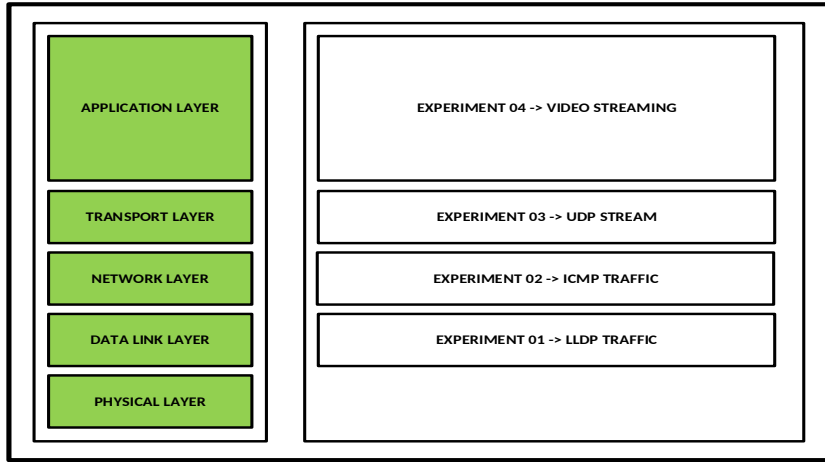 APPLICATION LAYER
EXPERIMENT 04 -> VIDEO STREAMING
TRANSPORT LAYER
EXPERIMENT 03 -> UDP STREAM
NETWORK LAYER
EXPERIMENT 02 -> ICMP TRAFFIC
DATA LINK LAYER
EXPERIMENT 01 -> LLDP TRAFFIC
PHYSICAL LAYER